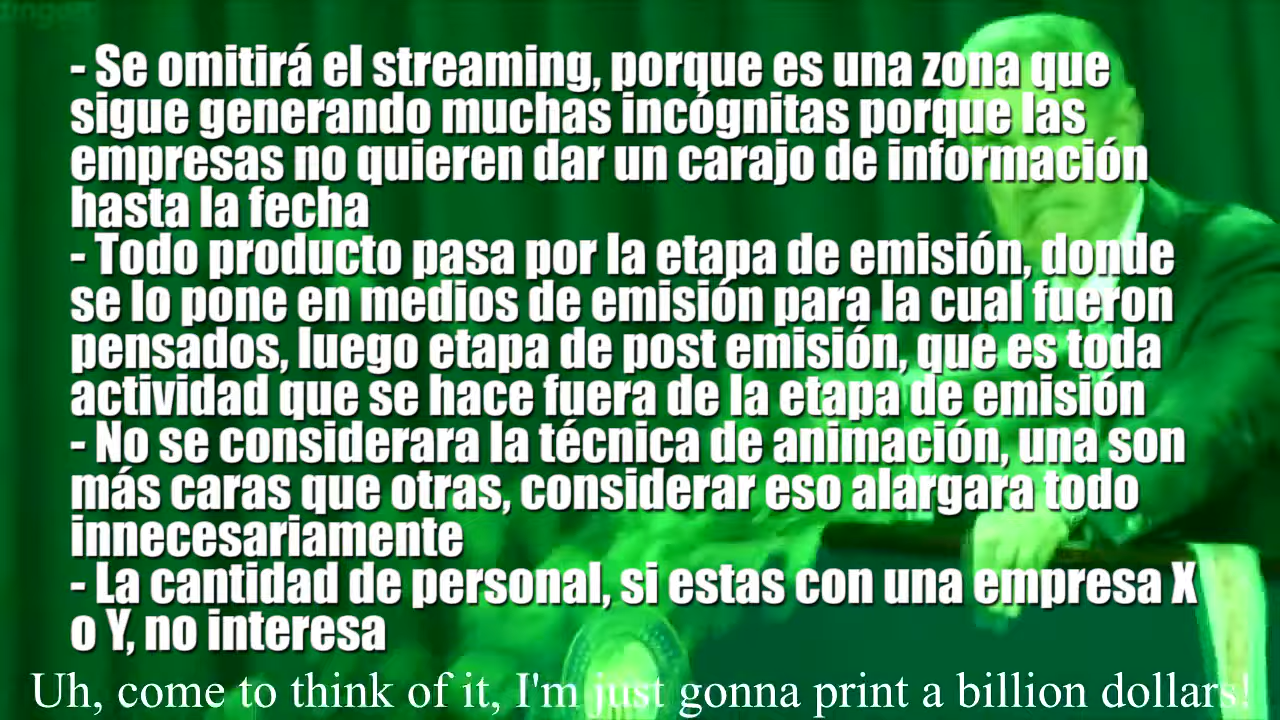 - Se omitirá el streaming, porque es una zona que
sigue generando muchas incógnitas porque las
empresas no quieren dar un carajo de información
hasta la fecha
- Todo producto pasa por la etapa de emisión, donde
se lo pone en medios de emisión para la cual fueron
pensados, luego etapa de post emisión, que es toda
actividad que se hace fuera de la etapa de emisión
- No se considerara la técnica de animación, una son
más caras que otras, considerar eso alargara todo
innecesariamente
- La cantidad de personal, si estas con una empresa X
o Y, no interesa
Uh, come to think of it, I'm just gonna print a billion dollars!